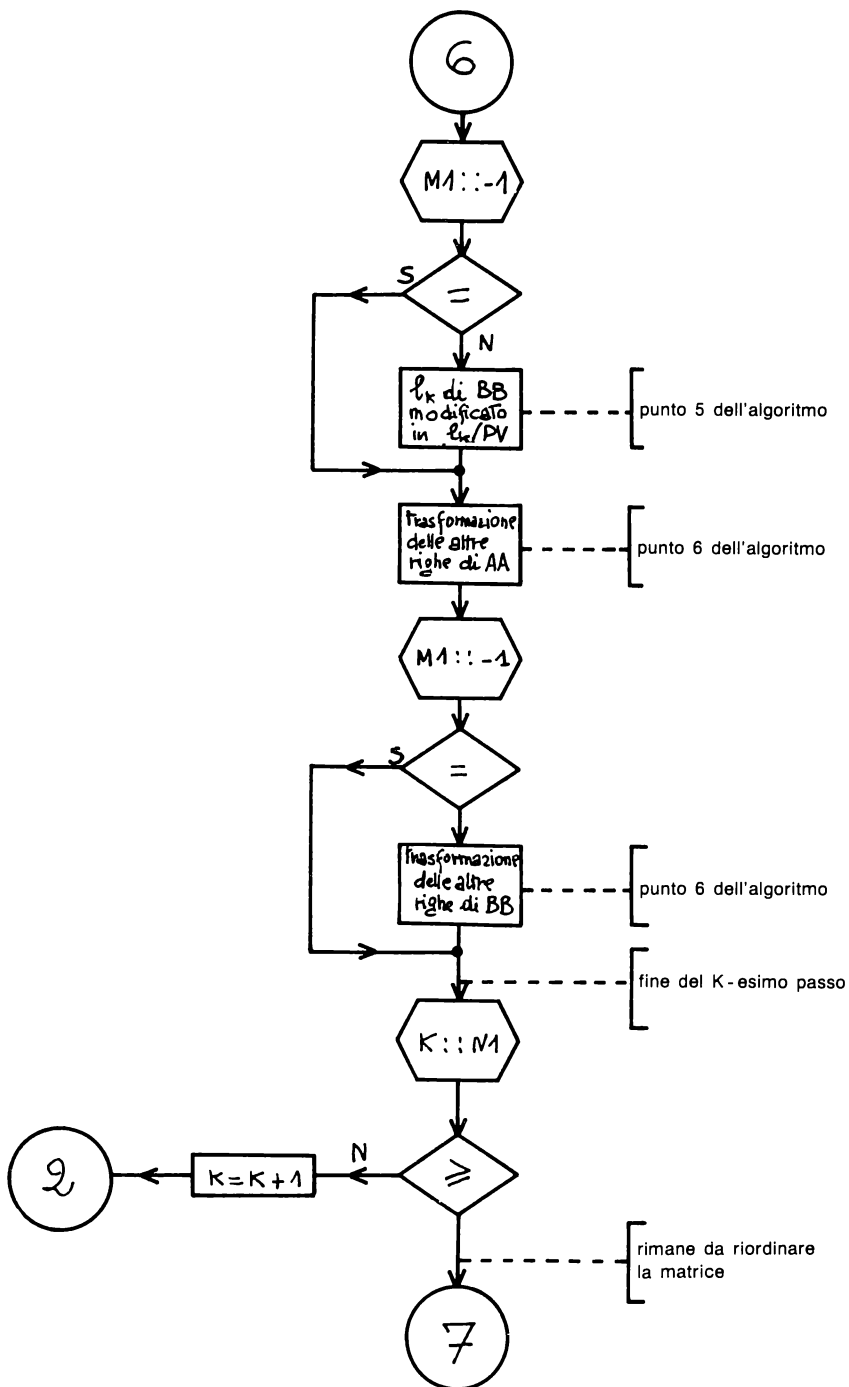 6
M1::-1
S
=
N
lₖ di BB
modificato
in lₖ/PV
punto 5 dell'algoritmo
trasformazione
delle altre
righe di AA
punto 6 dell'algoritmo
M1::-1
S
=
trasformazione
delle altre
righe di BB
punto 6 dell'algoritmo
fine del K-esimo passo
K::N1
2
K=K+1
N
≥
rimane da riordinare
la matrice
7